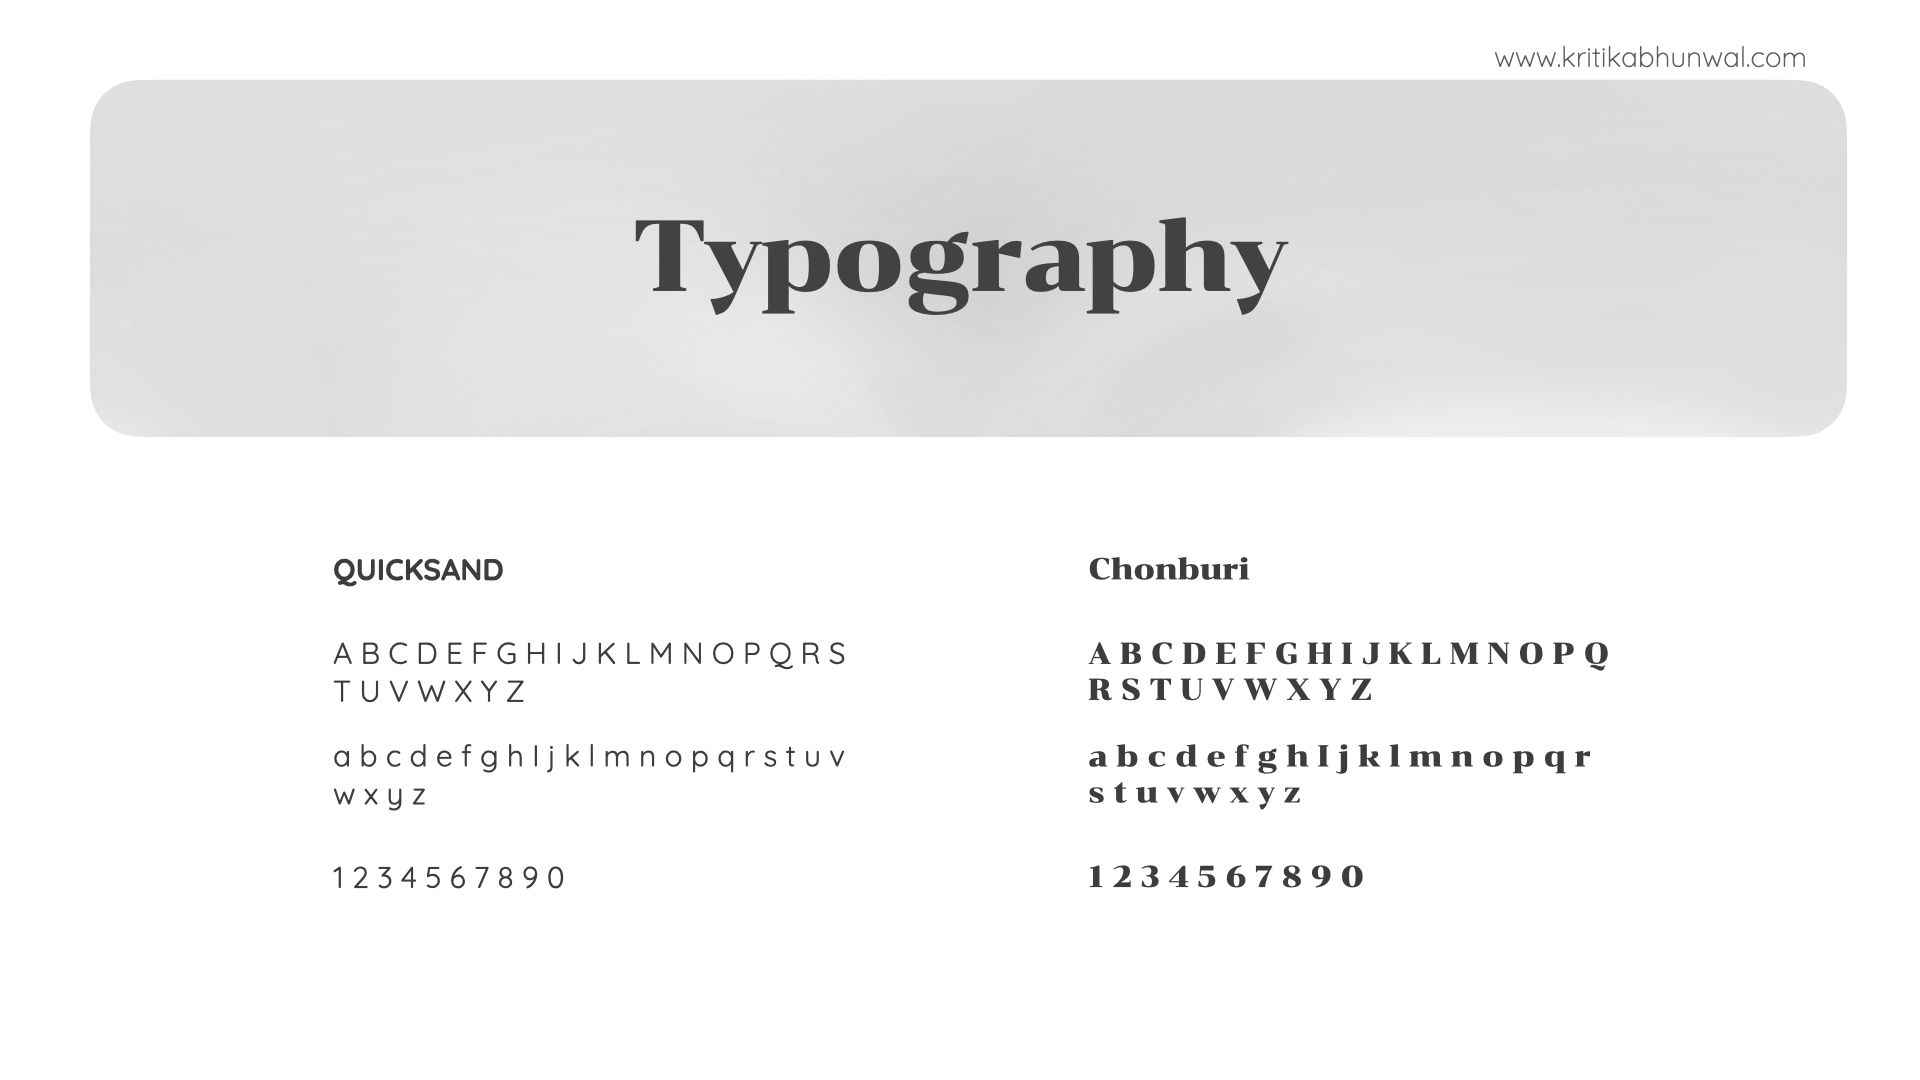 www.kritikabhunwal.com
Typography
QUICKSAND
A B C D E F G H I J K L M N O P Q R S
T U V W X Y Z
a b c d e f g h I j k l m n o p q r s t u v
w x y z
1 2 3 4 5 6 7 8 9 0
Chonburi
A B C D E F G H I J K L M N O P Q
R S T U V W X Y Z
a b c d e f g h I j k l m n o p q r
s t u v w x y z
1 2 3 4 5 6 7 8 9 0